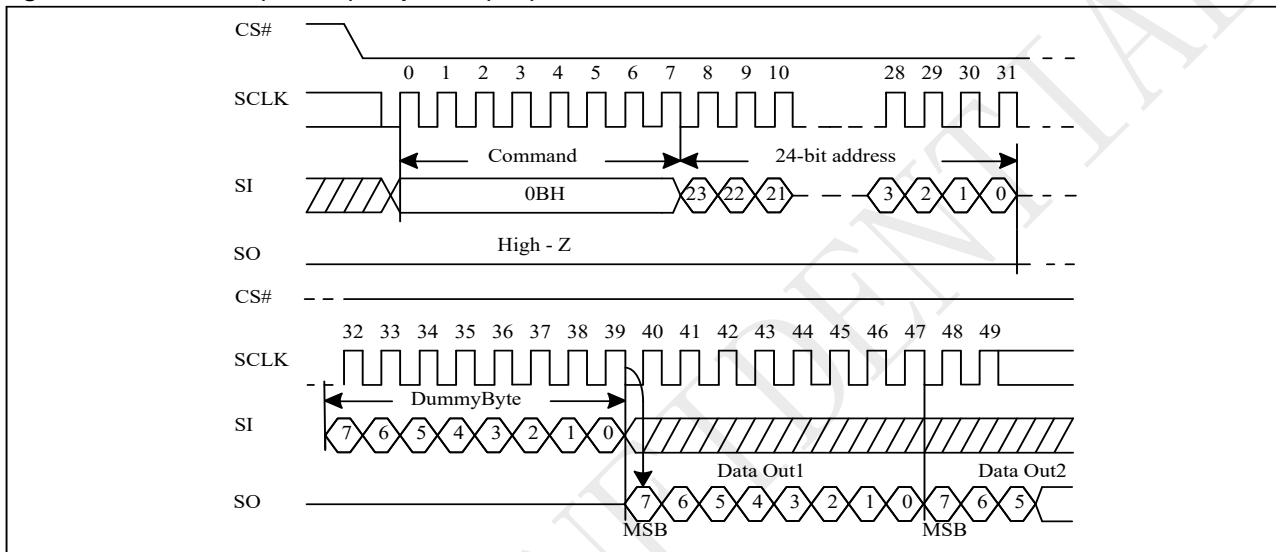 CS#
0 1 2 3 4 5 6 7 8 9 10 28 29 30 31
SCLK
Command 24-bit address
SI 0BH 23 22 21 3 2 1 0
High - Z
SO
CS#
32 33 34 35 36 37 38 39 40 41 42 43 44 45 46 47 48 49
SCLK
DummyByte
SI 7 6 5 4 3 2 1 0
Data Out1 Data Out2
SO 7 6 5 4 3 2 1 0 7 6 5
MSB MSB